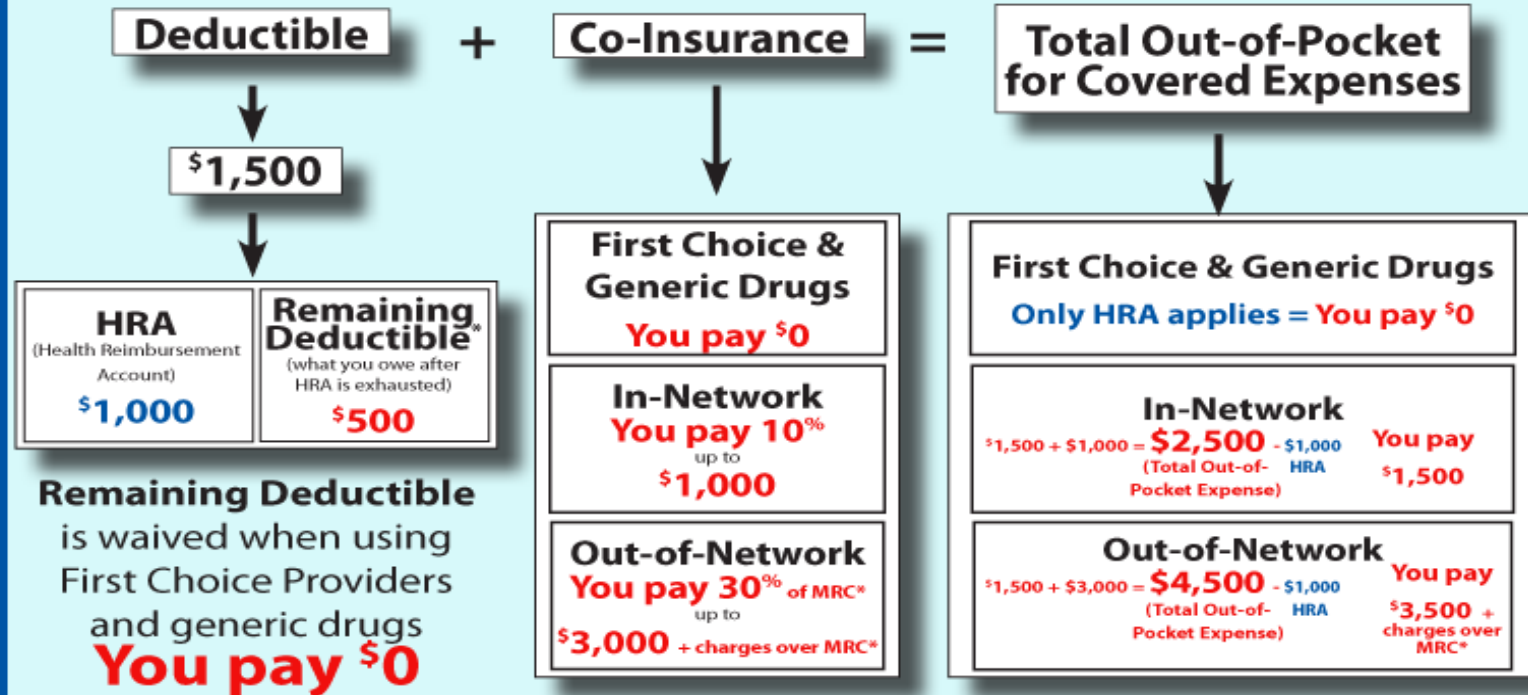 Deductible + Co-Insurance = Total Out-of-Pocket
for Covered Expenses
$1,500
HRA
(Health Reimbursement
Account)
$1,000
Remaining
Deductible*
(what you owe after
HRA is exhausted)
$500
Remaining Deductible
is waived when using
First Choice Providers
and generic drugs
You pay $0
First Choice &
Generic Drugs
You pay $0
In-Network
You pay 10%
up to
$1,000
Out-of-Network
You pay 30% of MRC*
up to
$3,000 + charges over MRC*
First Choice & Generic Drugs
Only HRA applies = You pay $0
In-Network
$1,500 + $1,000 = $2,500 - $1,000
(Total Out-of-
Pocket Expense)
HRA
You pay
$1,500
Out-of-Network
$1,500 + $3,000 = $4,500 - $1,000
(Total Out-of-
Pocket Expense)
HRA
You pay
$3,500 +
charges over
MRC*